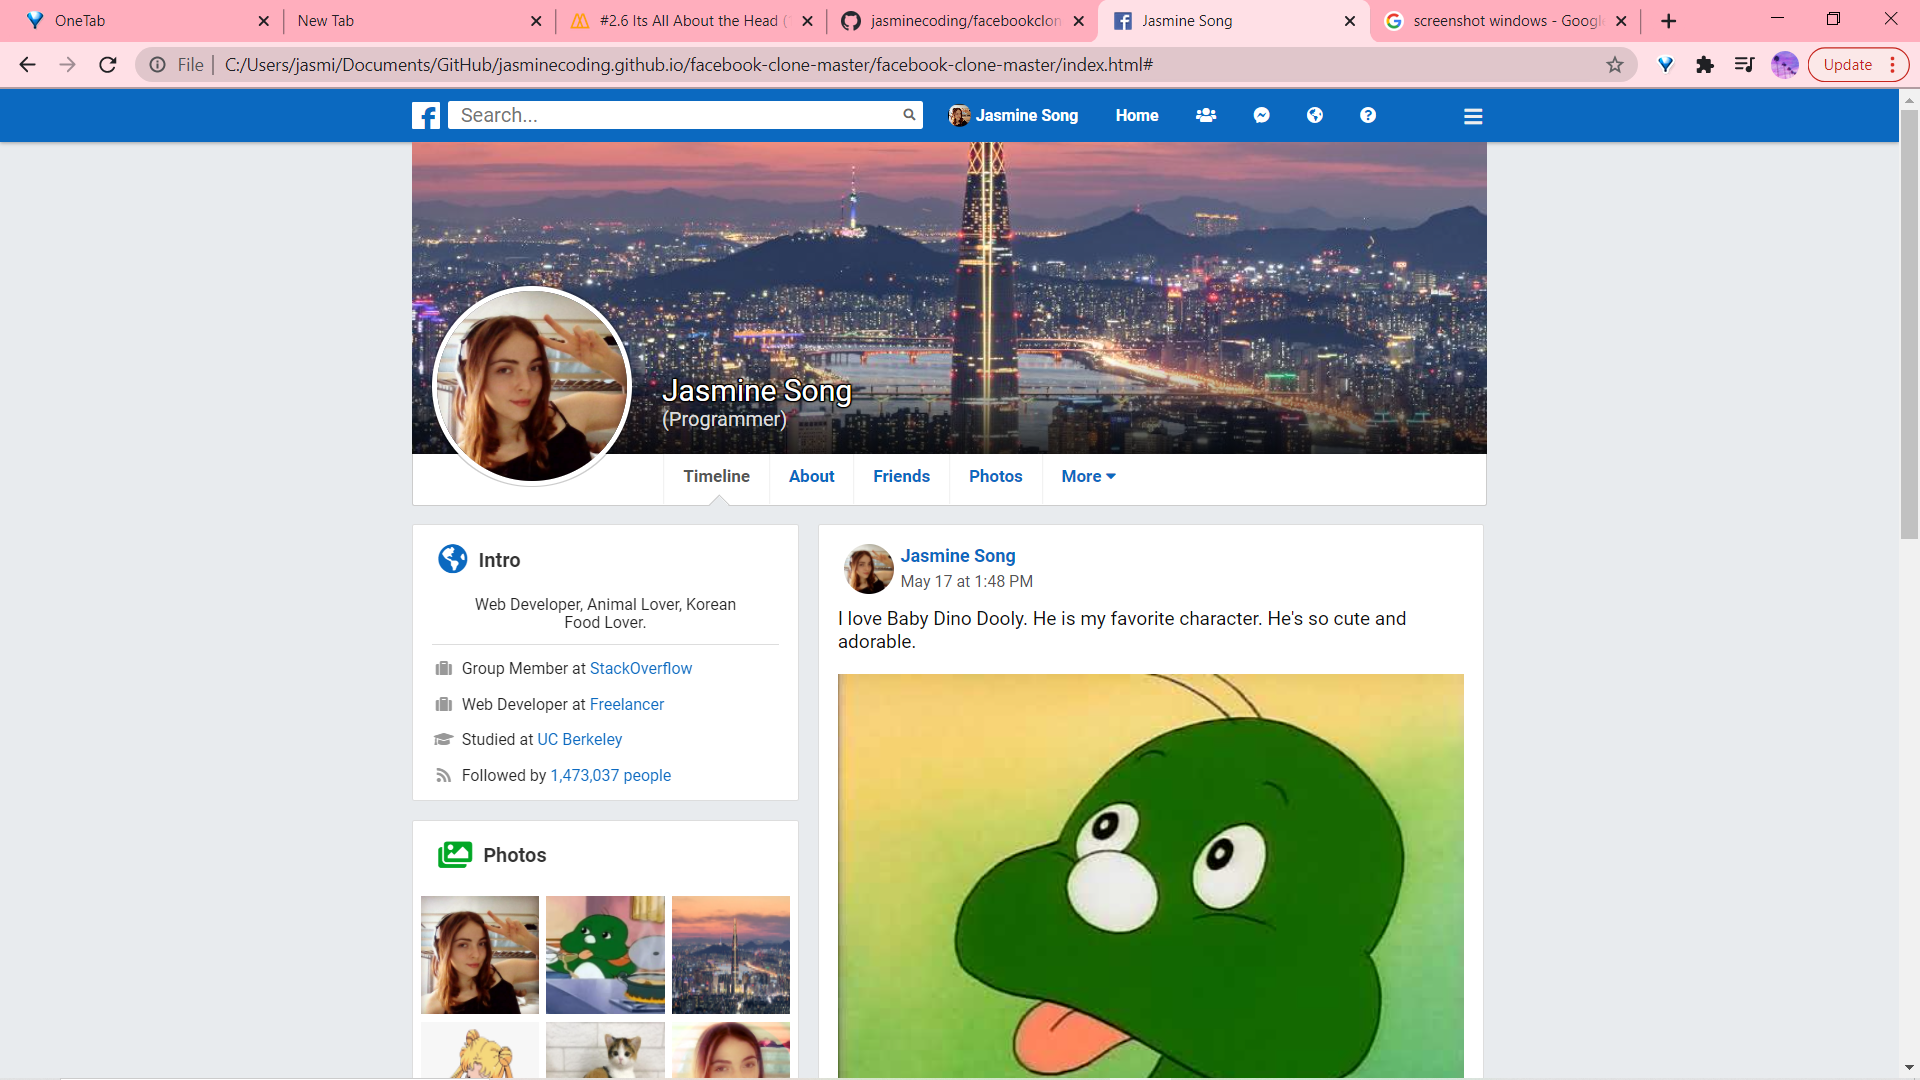 OneTab
New Tab
#2.6 Its All About the Head (
jasminecoding/facebookclon
Jasmine Song
screenshot windows - Googl
File
C:/Users/jasmi/Documents/GitHub/jasminecoding.github.io/facebook-clone-master/facebook-clone-master/index.html#
Update
Search...
Jasmine Song
Home
Jasmine Song
(Programmer)
Timeline
About
Friends
Photos
More
Intro
Web Developer, Animal Lover, Korean
Food Lover.
Group Member at StackOverflow
Web Developer at Freelancer
Studied at UC Berkeley
Followed by 1,473,037 people
Photos
Jasmine Song
May 17 at 1:48 PM
I love Baby Dino Dooly. He is my favorite character. He's so cute and
adorable.